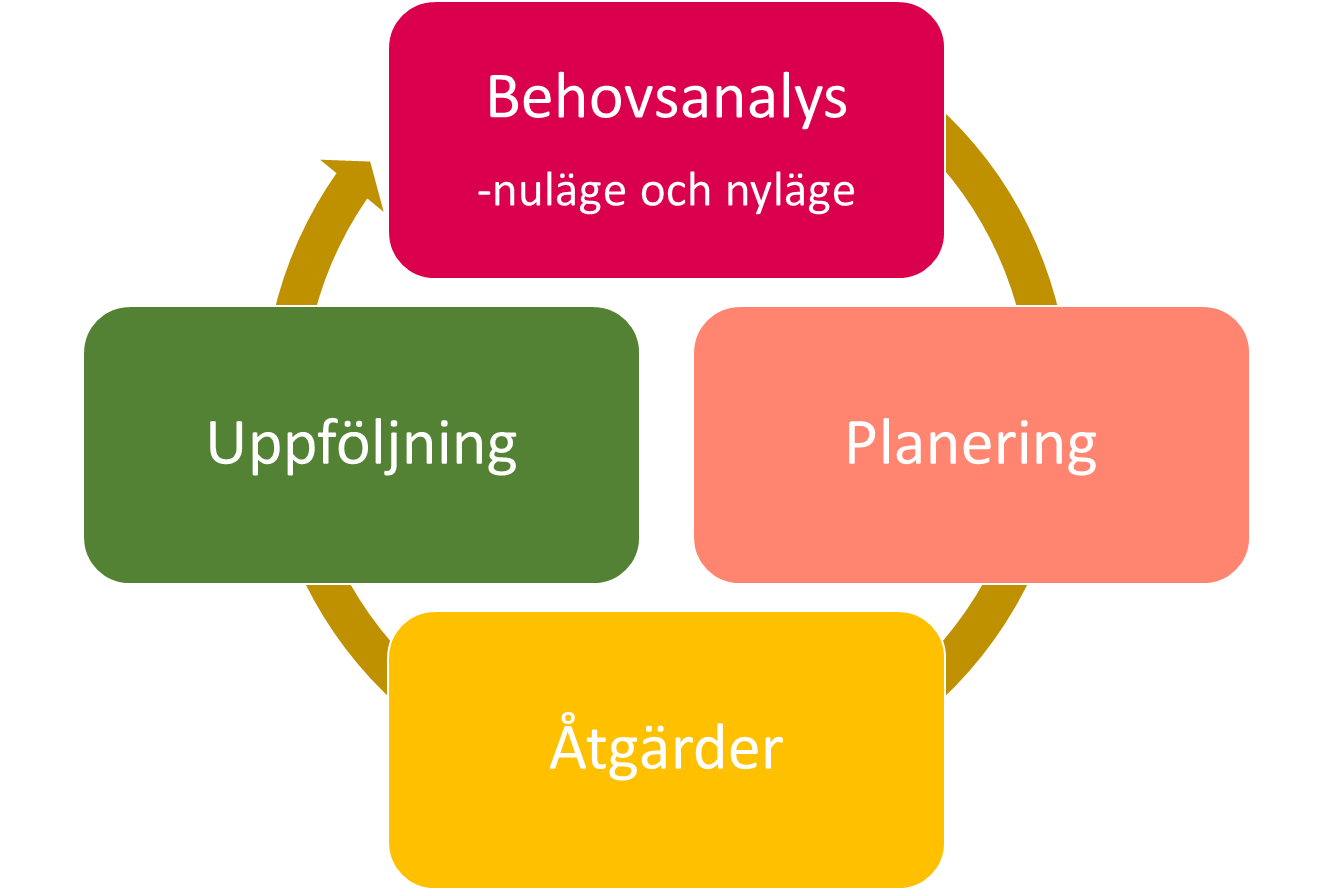 Behovsanalys
-nuläge och nyläge
Uppföljning
Planering
Åtgärder